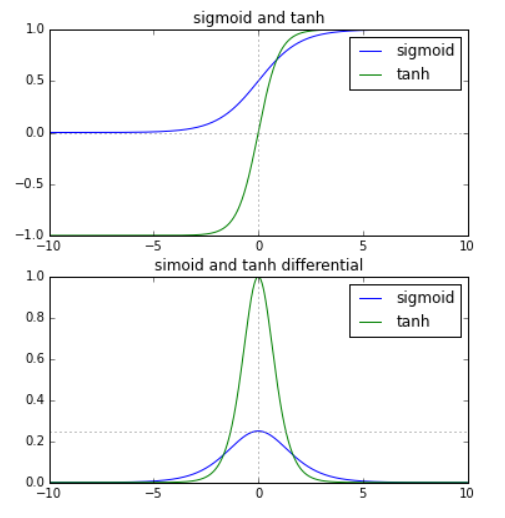 sigmoid and tanh
1.0
0.5
0.0
−0.5
−1.0
sigmoid
tanh
−10 −5 0 5 10
simoid and tanh differential
1.0
0.8
0.6
0.4
0.2
0.0
sigmoid
tanh
−10 −5 0 5 10